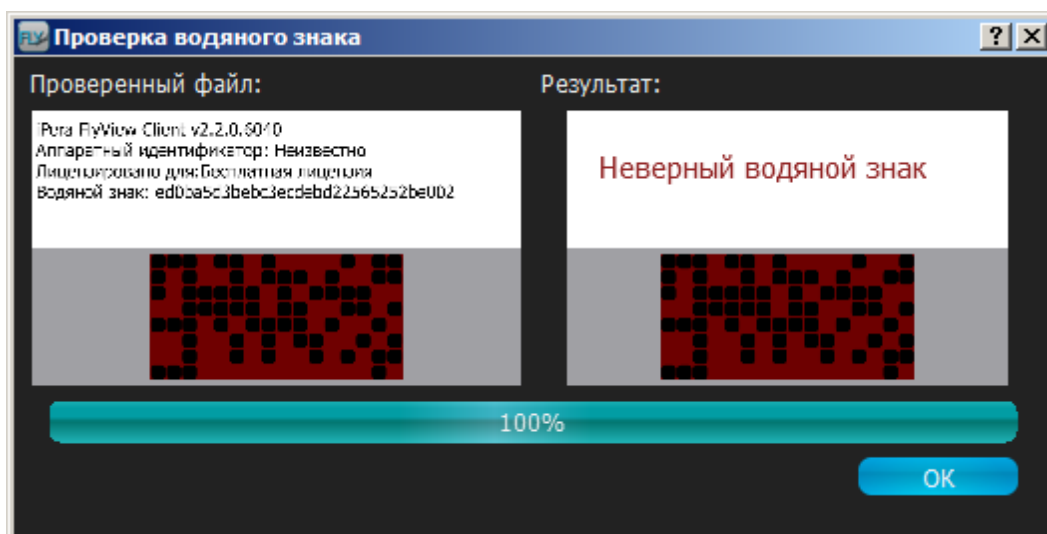 FLY Проверка водяного знака
Проверенный файл:
Результат:
iPera FlyView Client v2.2.0.6040
Аппаратный идентификатор: Неизвестно
Лицензировано для:Бесплатная лицензия
Водяной знак:
Неверный водяной знак
100%
OK